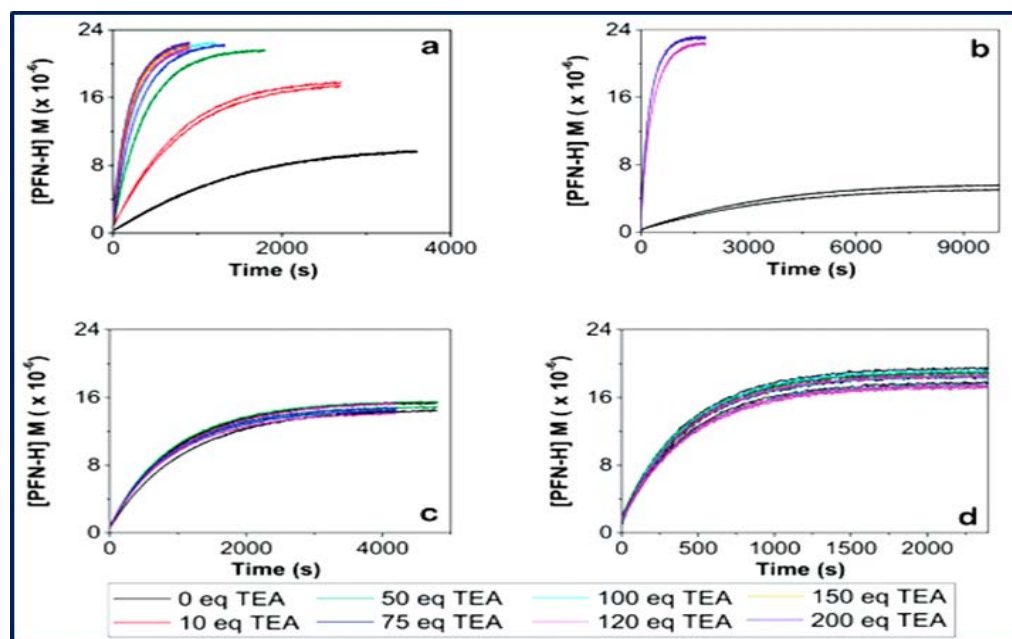 24
16
8
0
[PFN-H] M (x 10⁻⁶)
a
0 2000 4000
Time (s)
24
16
8
0
[PFN-H] M (x 10⁻⁶)
b
0 3000 6000 9000
Time (s)
24
16
8
0
[PFN-H] M ( x 10⁻⁶)
c
0 2000 4000
Time (s)
24
16
8
0
[PFN-H] M ( x 10⁻⁶)
d
0 500 1000 1500 2000
Time (s)
0 eq TEA 50 eq TEA 100 eq TEA 150 eq TEA
10 eq TEA 75 eq TEA 120 eq TEA 200 eq TEA